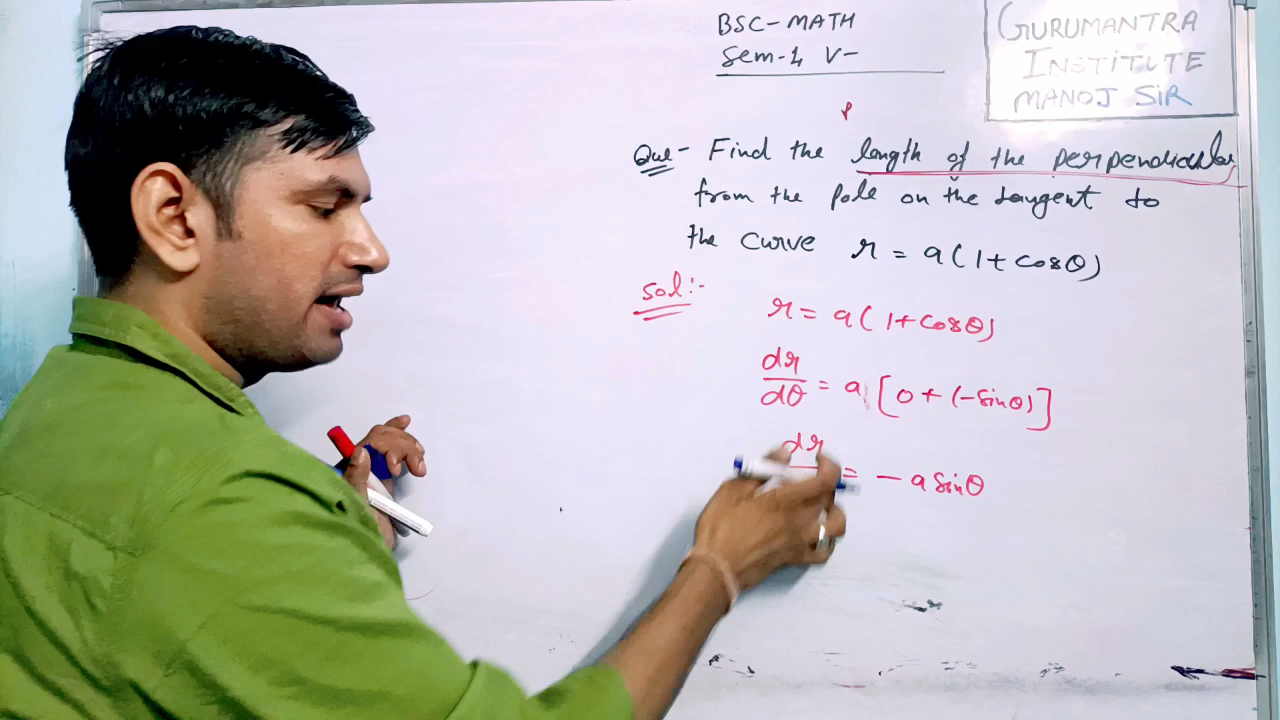 BSC-MATH
Sem-1 V-
GURUMANTRA
INSTITUTE
MANOJ SIR
P
Que- Find the length of the perpendicular
from the pole on the tangent to
the curve r = a(1+cosθ)
Sol:-
r = a(1+cosθ)
dr/dθ = a[0+(-sinθ)]
dr = -a sinθ